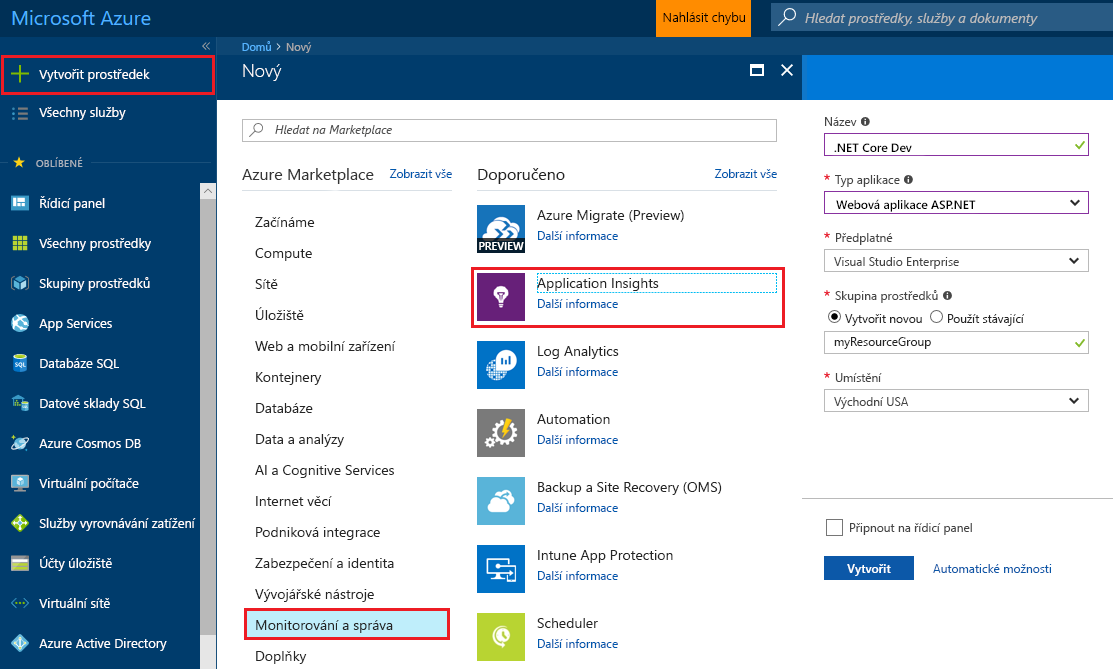 Microsoft Azure
Nahlásit chybu
Hledat prostředky, služby a dokumenty
«
Vytvořit prostředek
Všechny služby
OBLÍBENÉ
Řídicí panel
Všechny prostředky
Skupiny prostředků
App Services
Databáze SQL
Datové sklady SQL
Azure Cosmos DB
Virtuální počítače
Služby vyrovnávání zatížení
Účty úložiště
Virtuální sítě
Azure Active Directory
Domů > Nový
Nový
Hledat na Marketplace
Azure Marketplace Zobrazit vše
Začínáme
Compute
Sítě
Úložiště
Web a mobilní zařízení
Kontejnery
Databáze
Data a analýzy
AI a Cognitive Services
Internet věcí
Podniková integrace
Zabezpečení a identita
Vývojářské nástroje
Monitorování a správa
Doplňky
Doporučeno Zobrazit vše
PREVIEW
Azure Migrate (Preview)
Další informace
Application Insights
Další informace
Log Analytics
Další informace
Automation
Další informace
Backup a Site Recovery (OMS)
Další informace
Intune App Protection
Další informace
Scheduler
Další informace
Název
.NET Core Dev
* Typ aplikace
Webová aplikace ASP.NET
* Předplatné
Visual Studio Enterprise
* Skupina prostředků
Vytvořit novou Použít stávající
myResourceGroup
* Umístění
Východní USA
Připnout na řídicí panel
Vytvořit Automatické možnosti